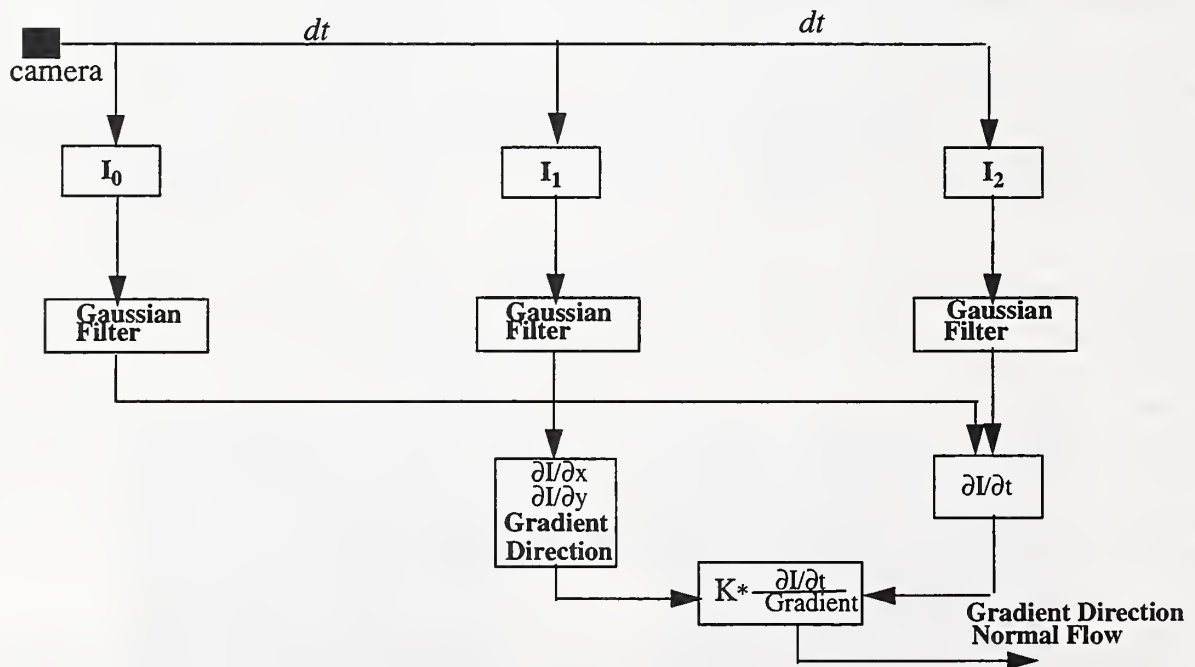 dt
dt
camera
I₀
I₁
I₂
Gaussian
Filter
Gaussian
Filter
Gaussian
Filter
∂I/∂x
∂I/∂y
Gradient
Direction
∂I/∂t
K* ∂I/∂t
Gradient
Gradient Direction
Normal Flow